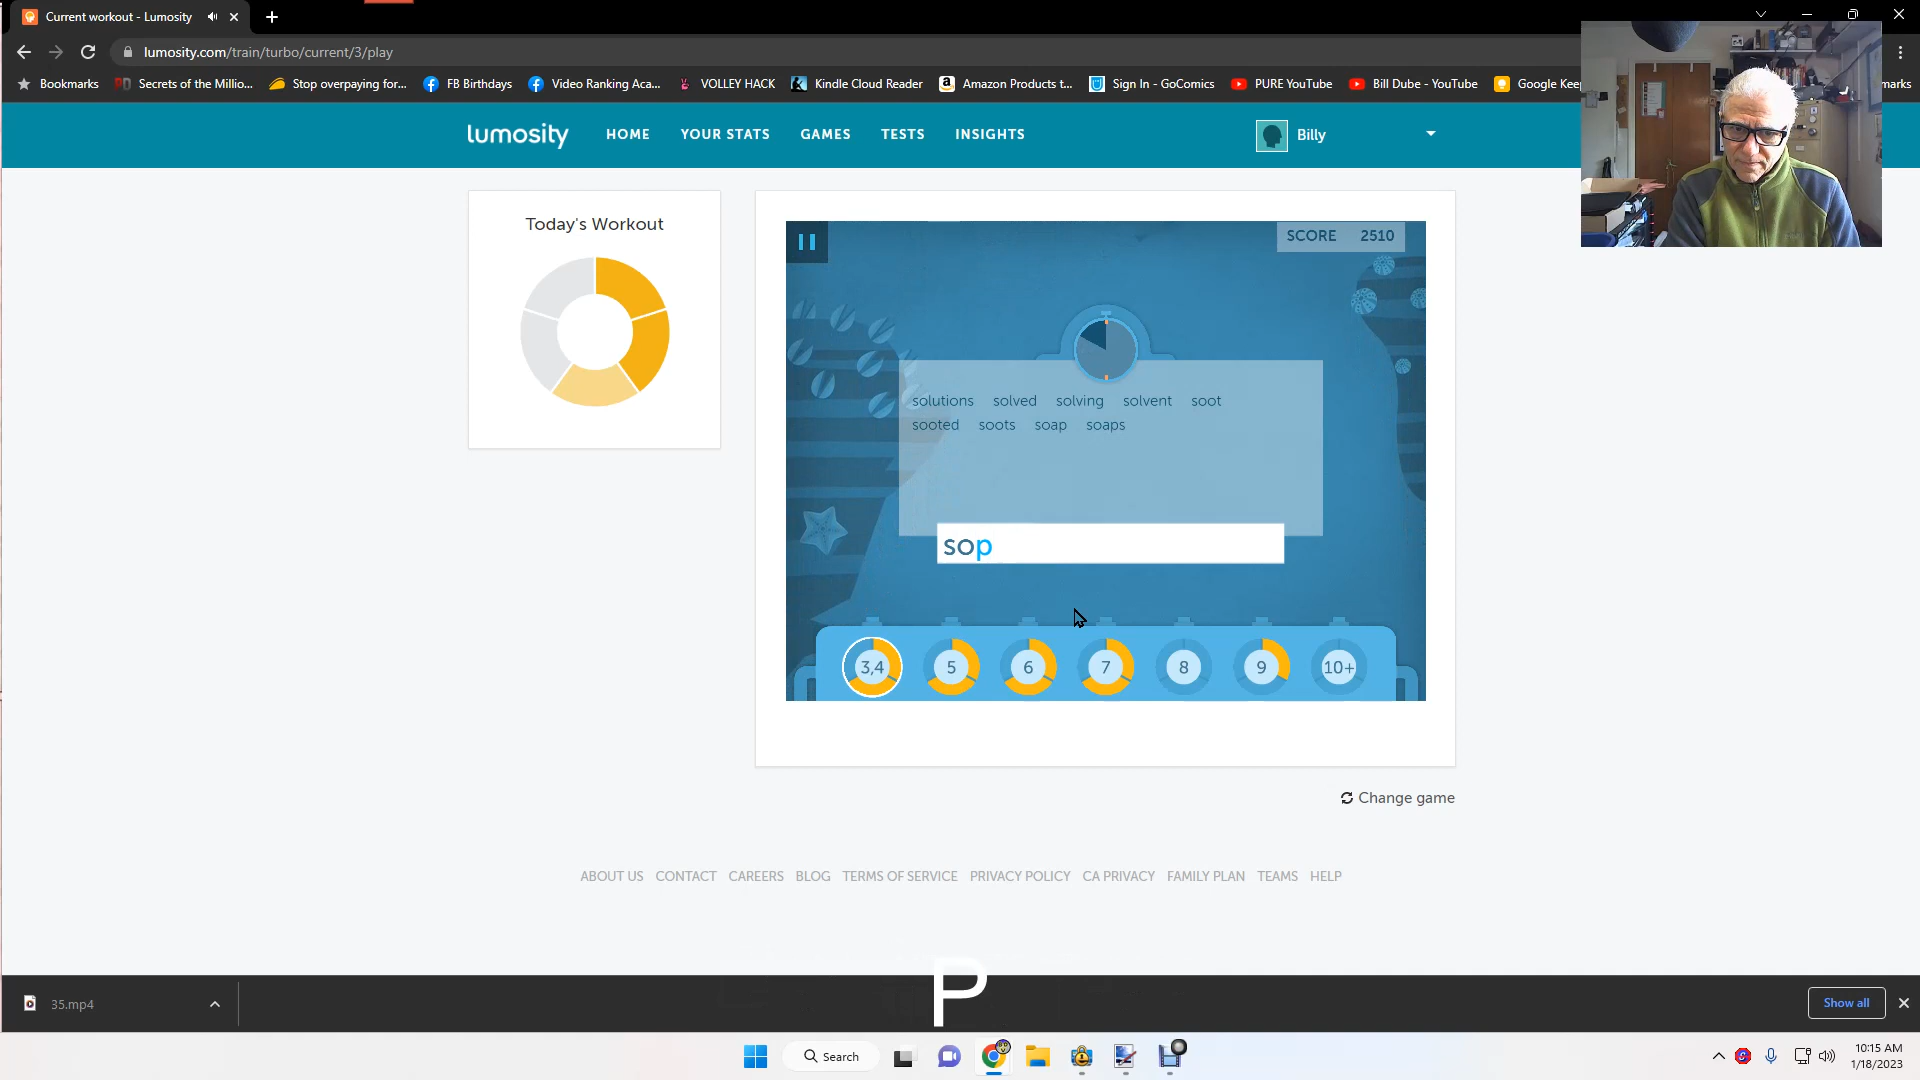 Current workout - Lumosity
lumosity.com/train/turbo/current/3/play
Bookmarks Secrets of the Millio... Stop overpaying for... FB Birthdays Video Ranking Aca... VOLLEY HACK Kindle Cloud Reader Amazon Products t... Sign In - GoComics PURE YouTube Bill Dube - YouTube Google Keep
lumosity HOME YOUR STATS GAMES TESTS INSIGHTS Billy
Today's Workout
SCORE 2510
solutions solved solving solvent soot
sooted soots soap soaps
sop
3,4 5 6 7 8 9 10+
Change game
ABOUT US CONTACT CAREERS BLOG TERMS OF SERVICE PRIVACY POLICY CA PRIVACY FAMILY PLAN TEAMS HELP
P
35.mp4 Show all
Search
10:15 AM
1/18/2023